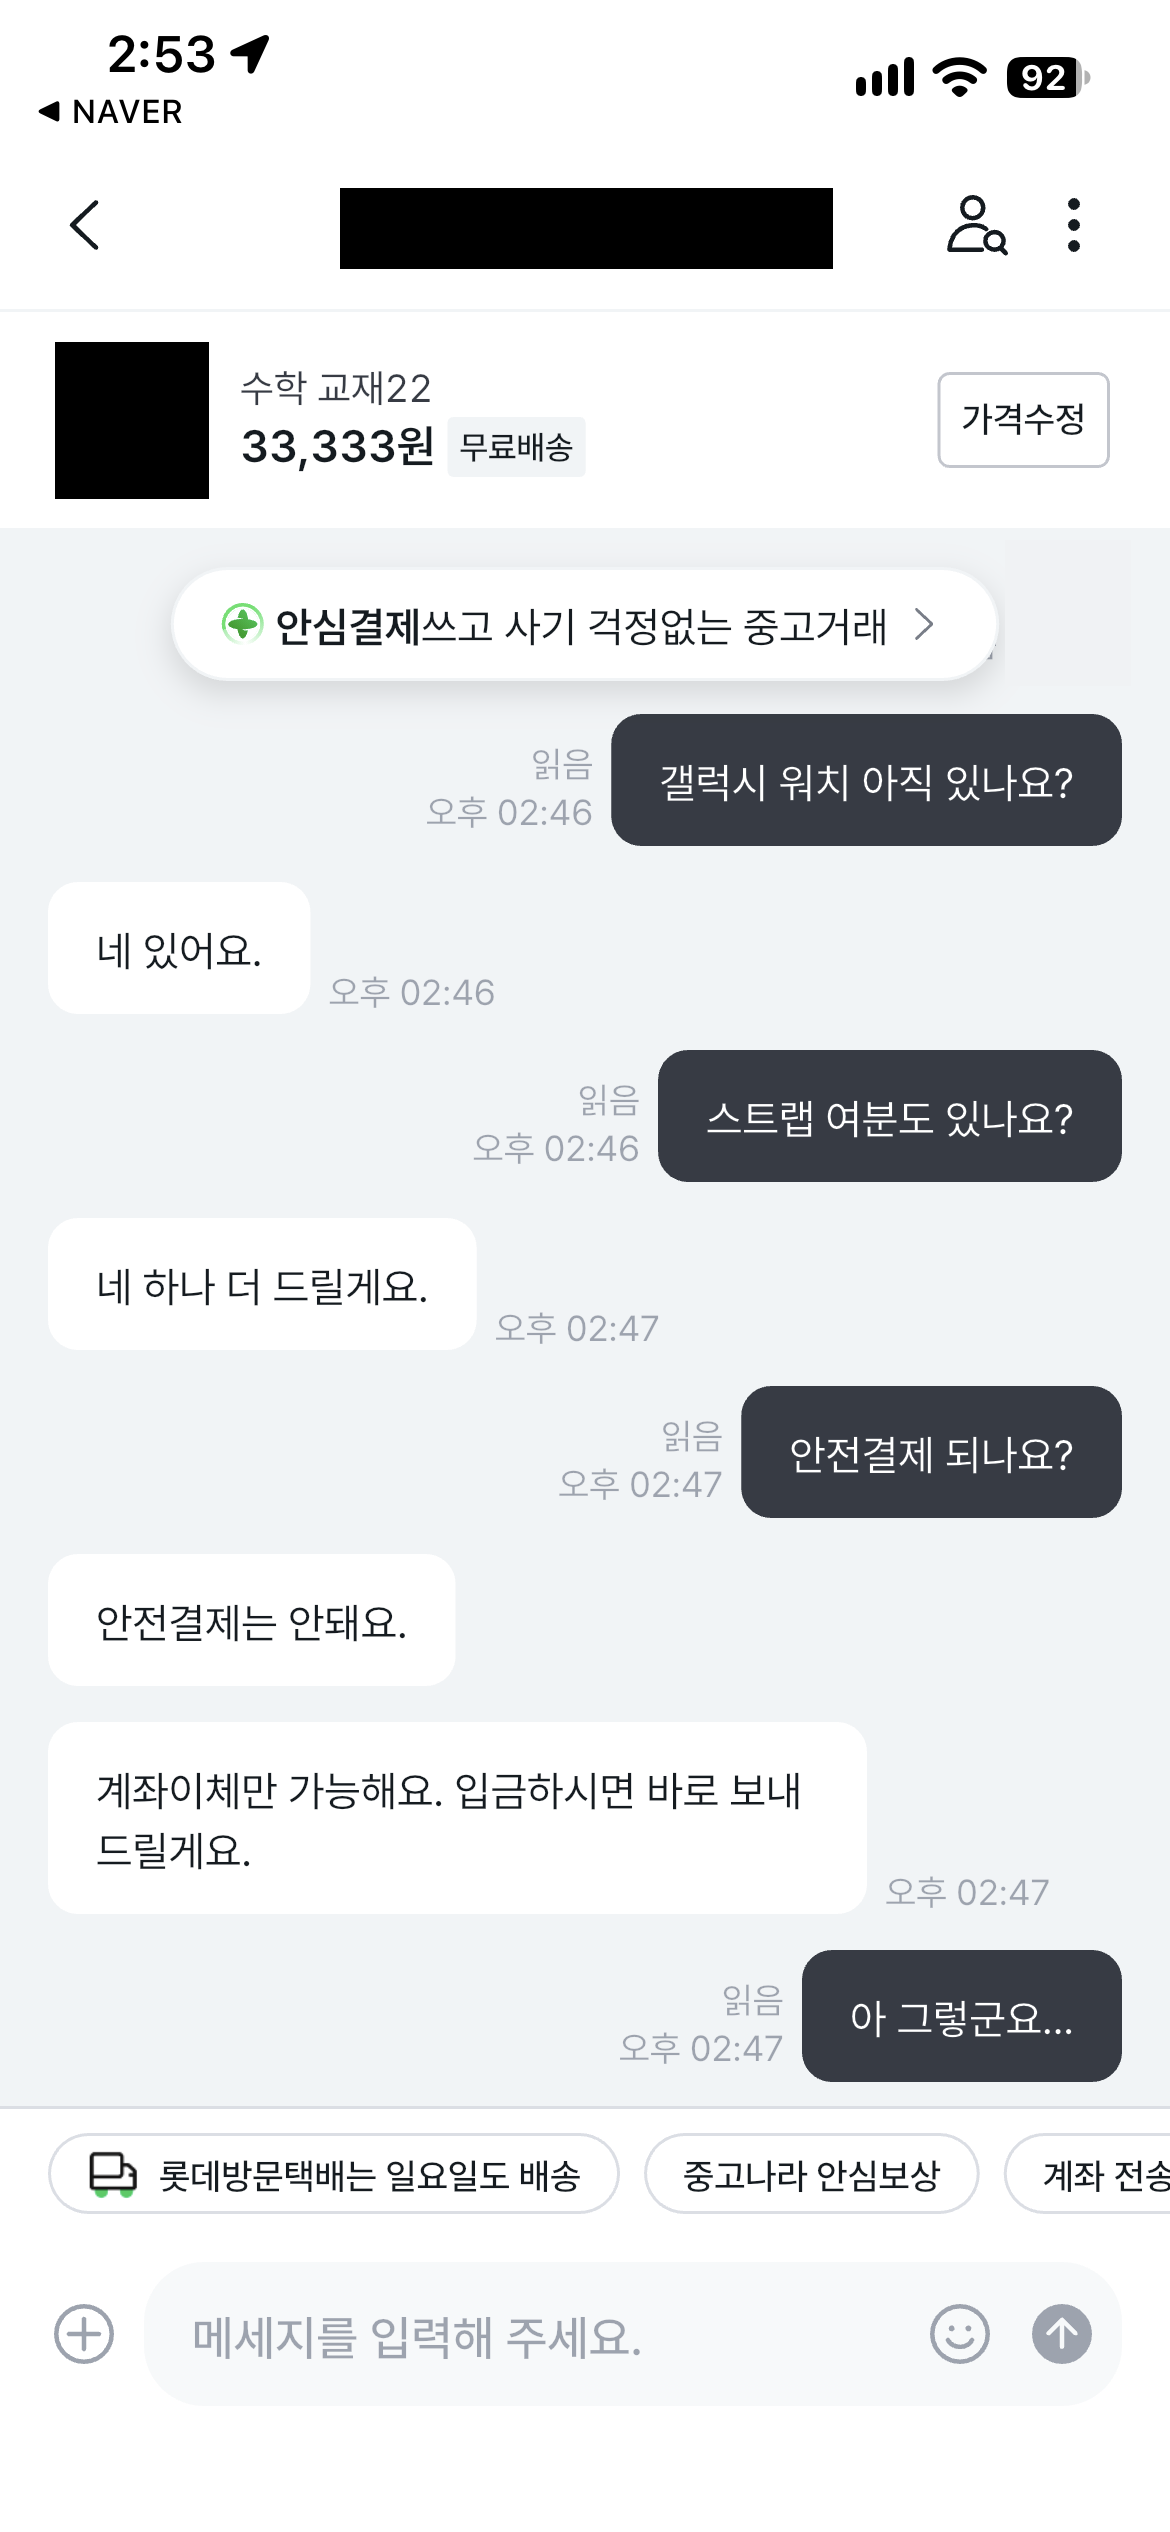 2:53
92
NAVER
수학 교재22
33,333원 무료배송
가격수정
안심결제쓰고 사기 걱정없는 중고거래
읽음
오후 02:46
갤럭시 워치 아직 있나요?
네 있어요.
오후 02:46
읽음
오후 02:46
스트랩 여분도 있나요?
네 하나 더 드릴게요.
오후 02:47
읽음
오후 02:47
안전결제 되나요?
안전결제는 안돼요.
계좌이체만 가능해요. 입금하시면 바로 보내
드릴게요.
오후 02:47
읽음
오후 02:47
아 그렇군요...
롯데방문택배는 일요일도 배송
중고나라 안심보상
계좌 전송
메세지를 입력해 주세요.